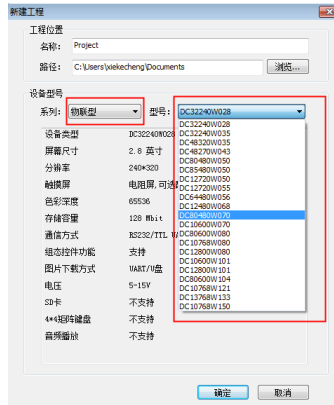 新建工程
工程位置
名称: Project
路径: C:\Users\xiekecheng\Documents 浏览...
设备型号
系列: 物联型 型号: DC32240W028
设备类型 DC32240W028
屏幕尺寸 2.8 英寸
分辨率 240*320
触摸屏 电阻屏,可选
色彩深度 65536
存储容量 128 Mbit
通信方式 RS232/TTL
组态控件功能 支持
图片下载方式 UART/U盘
电压 5-15V
SD卡 不支持
4*4矩阵键盘 不支持
音频播放 不支持
DC32240W028
DC32240W035
DC48320W035
DC48270W043
DC80480W050
DC85480W050
DC12720W050
DC12720W055
DC64480W056
DC12480W068
DC80480W070
DC10600W070
DC80600W080
DC10768W080
DC12800W080
DC10600W101
DC12800W101
DC80600W104
DC10768W121
DC13768W133
DC10768W150
确定 取消